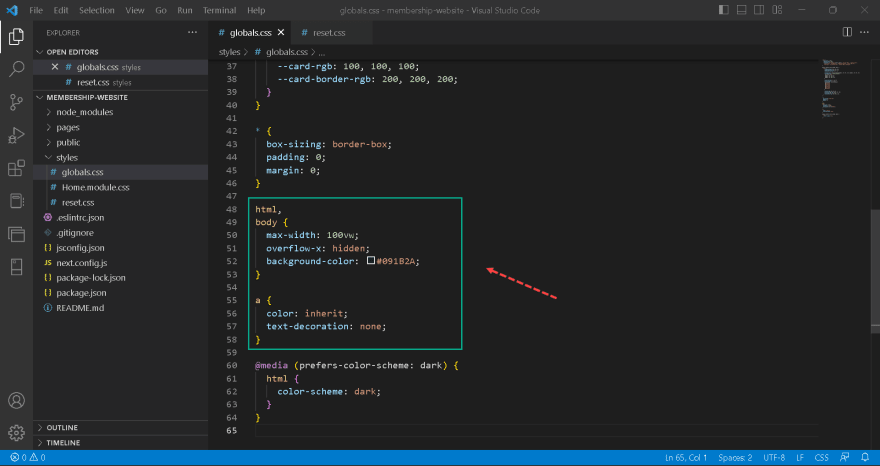 File Edit Selection View Go Run Terminal Help
globals.css - membership-website - Visual Studio Code
EXPLORER
OPEN EDITORS
globals.css styles
reset.css styles
MEMBERSHIP-WEBSITE
node_modules
pages
public
styles
# globals.css
# Home.module.css
# reset.css
.eslintrc.json
.gitignore
{} jsconfig.json
JS next.config.js
{} package-lock.json
{} package.json
README.md
OUTLINE
TIMELINE
# globals.css
# reset.css
styles > # globals.css > ...
37 --card-rgb: 100, 100, 100;
38 --card-border-rgb: 200, 200, 200;
39 }
40 }
41
42 * {
43 box-sizing: border-box;
44 padding: 0;
45 margin: 0;
46 }
47
48 html,
49 body {
50 max-width: 100vw;
51 overflow-x: hidden;
52 background-color: #091B2A;
53 }
54
55 a {
56 color: inherit;
57 text-decoration: none;
58 }
59
60 @media (prefers-color-scheme: dark) {
61 html {
62 color-scheme: dark;
63 }
64 }
65
0 0
Ln 65, Col 1 Spaces: 2 UTF-8 LF CSS